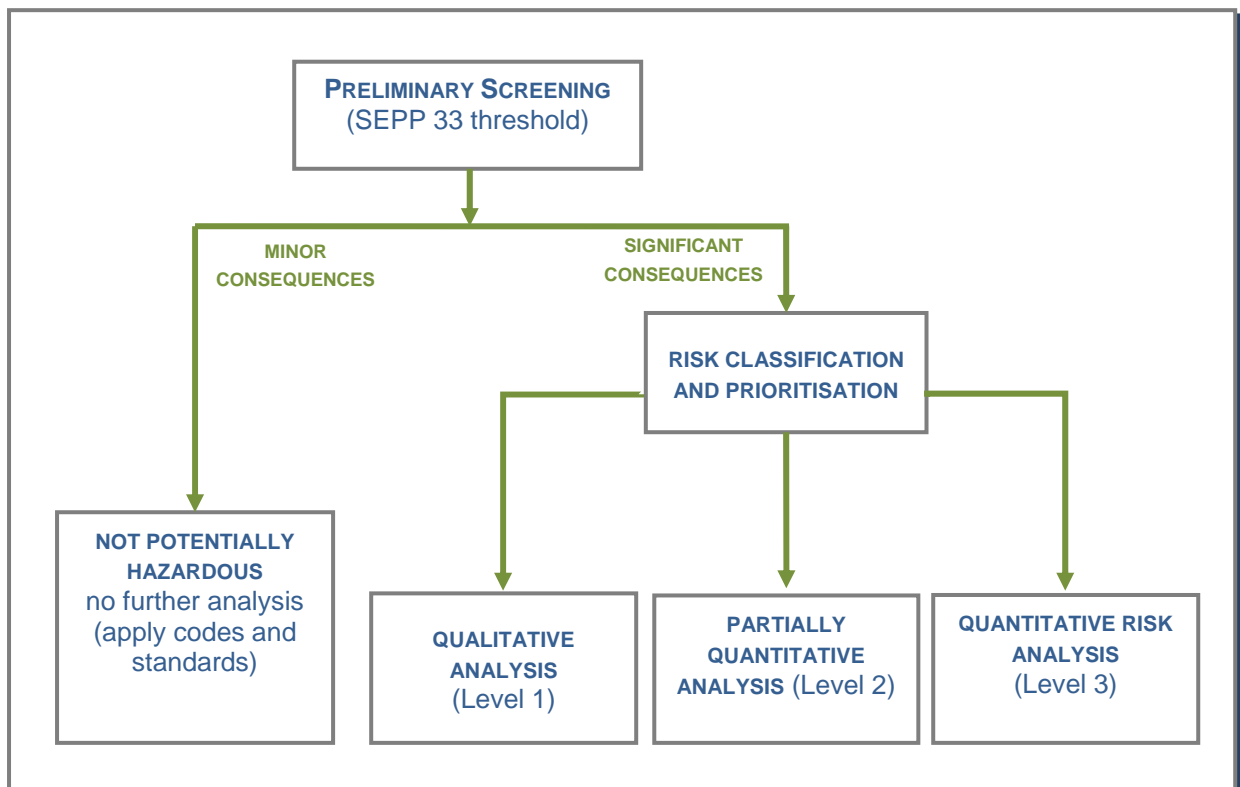 PRELIMINARY SCREENING
(SEPP 33 threshold)
MINOR
CONSEQUENCES
SIGNIFICANT
CONSEQUENCES
RISK CLASSIFICATION
AND PRIORITISATION
NOT POTENTIALLY
HAZARDOUS
no further analysis
(apply codes and
standards)
QUALITATIVE
ANALYSIS
(Level 1)
PARTIALLY
QUANTITATIVE
ANALYSIS (Level 2)
QUANTITATIVE RISK
ANALYSIS
(Level 3)